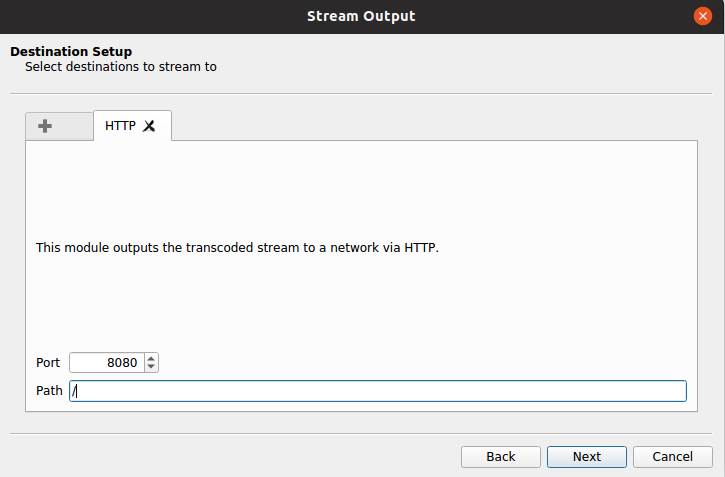 Stream Output
Destination Setup
Select destinations to stream to
HTTP
This module outputs the transcoded stream to a network via HTTP.
Port 8080
Path /
Back Next Cancel